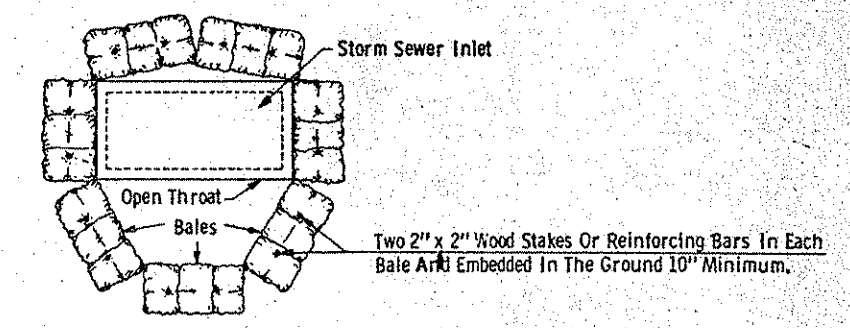 Storm Sewer Inlet
Open Throat
Bales
Two 2" x 2" Wood Stakes Or Reinforcing Bars In Each
Bale And Embedded In The Ground 10" Minimum.